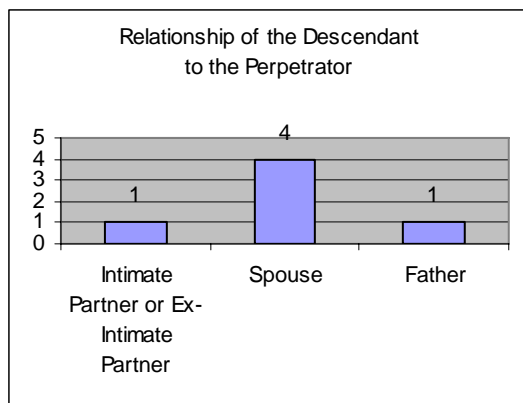 Relationship of the Descendant
to the Perpetrator
5
4
3
2
1
0
1
4
1
Intimate
Partner or Ex-
Intimate
Partner
Spouse
Father